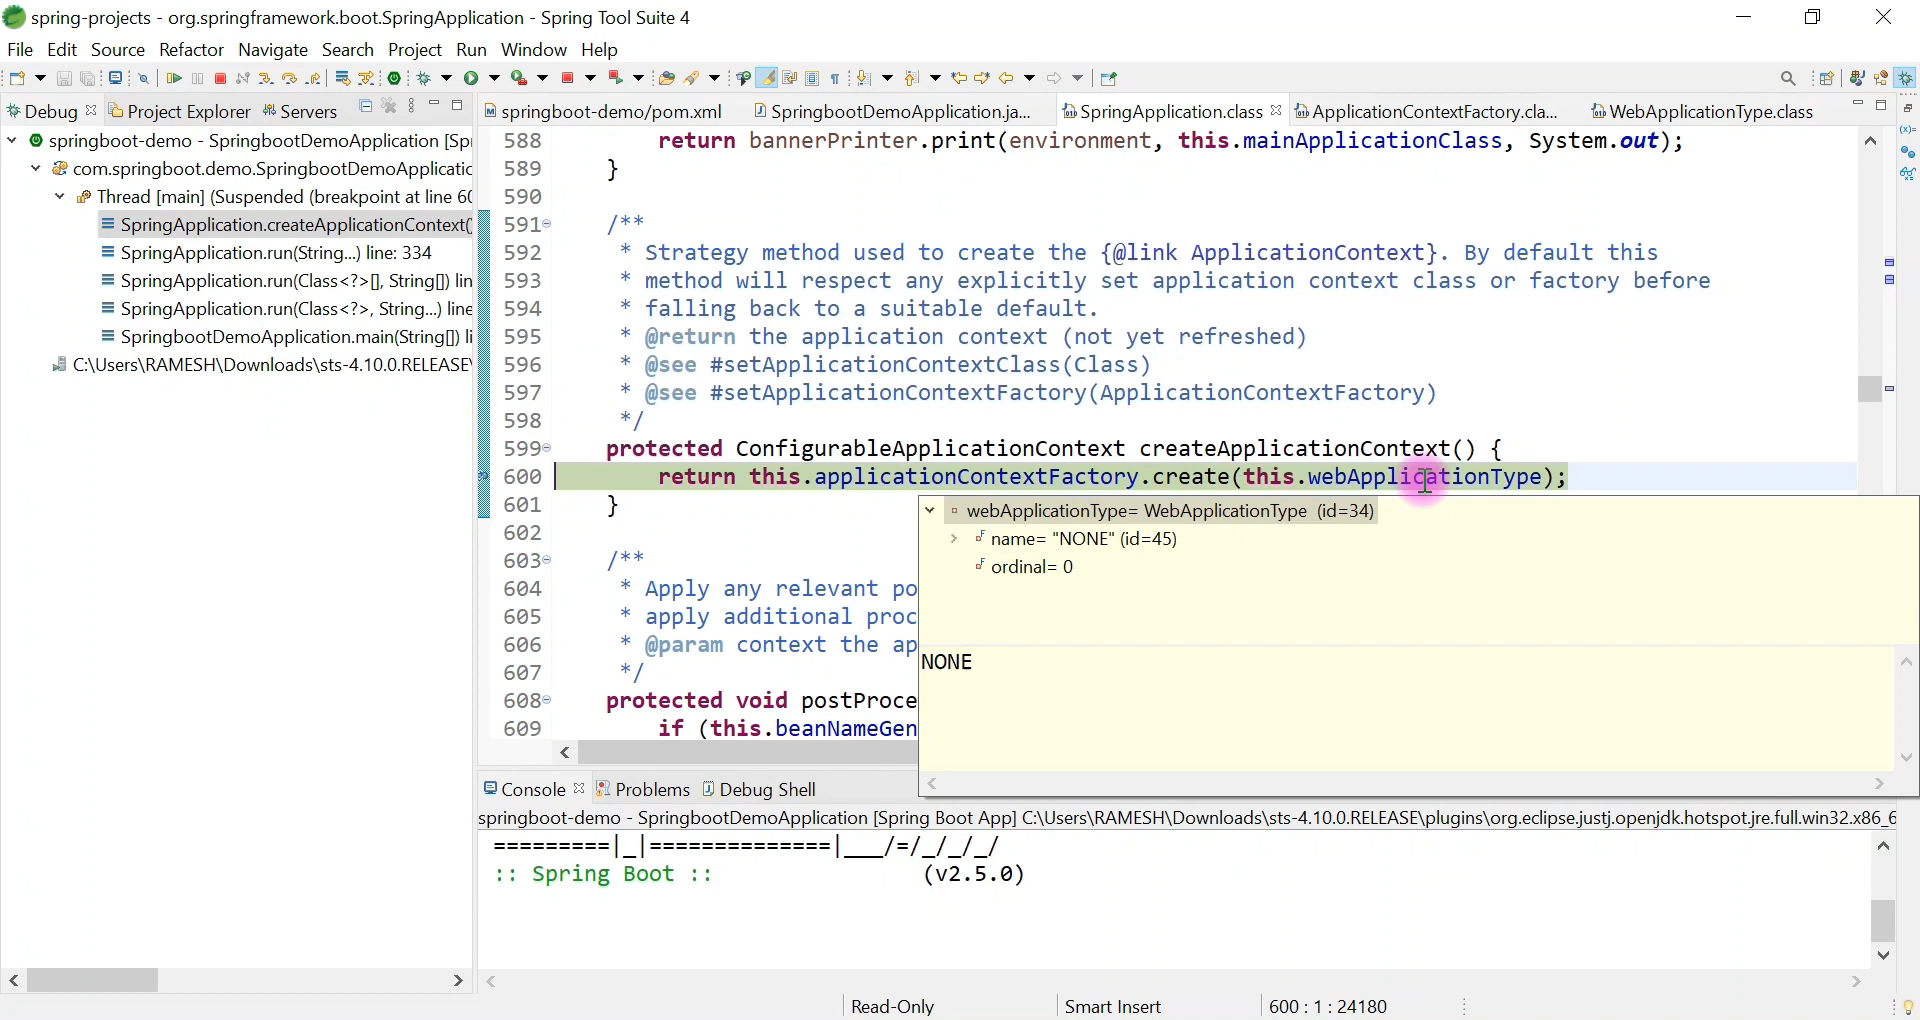 spring-projects - org.springframework.boot.SpringApplication - Spring Tool Suite 4
File Edit Source Refactor Navigate Search Project Run Window Help
Debug Project Explorer Servers
springboot-demo/pom.xml SpringbootDemoApplication.ja... SpringApplication.class ApplicationContextFactory.cla... WebApplicationType.class
springboot-demo - SpringbootDemoApplication [Sp
com.springboot.demo.SpringbootDemoApplicatic
Thread [main] (Suspended (breakpoint at line 60
SpringApplication.createApplicationContext()
SpringApplication.run(String...) line: 334
SpringApplication.run(Class<?>[], String[]) lin
SpringApplication.run(Class<?>, String...) line
SpringbootDemoApplication.main(String[]) li
C:\Users\RAMESH\Downloads\sts-4.10.0.RELEASE\
588 return bannerPrinter.print(environment, this.mainApplicationClass, System.out);
589 }
590
591 /**
592 * Strategy method used to create the {@link ApplicationContext}. By default this
593 * method will respect any explicitly set application context class or factory before
594 * falling back to a suitable default.
595 * @return the application context (not yet refreshed)
596 * @see #setApplicationContextClass(Class)
597 * @see #setApplicationContextFactory(ApplicationContextFactory)
598 */
599 protected ConfigurableApplicationContext createApplicationContext() {
600 return this.applicationContextFactory.create(this.webApplicationType);
601 }
602
603 /**
604 * Apply any relevant po
605 * apply additional proc
606 * @param context the ap
607 */
608 protected void postProce
609 if (this.beanNameGen
webApplicationType= WebApplicationType (id=34)
name= "NONE" (id=45)
ordinal= 0
NONE
Console Problems Debug Shell
springboot-demo - SpringbootDemoApplication [Spring Boot App] C:\Users\RAMESH\Downloads\sts-4.10.0.RELEASE\plugins\org.eclipse.justj.openjdk.hotspot.jre.full.win32.x86_6
=========|_|==============|___/=/_/_/_/
:: Spring Boot :: (v2.5.0)
Read-Only Smart Insert 600 : 1 : 24180